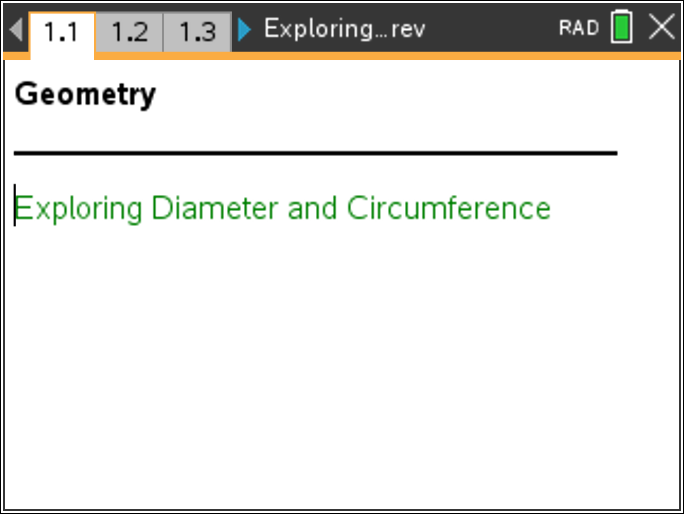 1.1 1.2 1.3 Exploring…rev RAD
Geometry
Exploring Diameter and Circumference